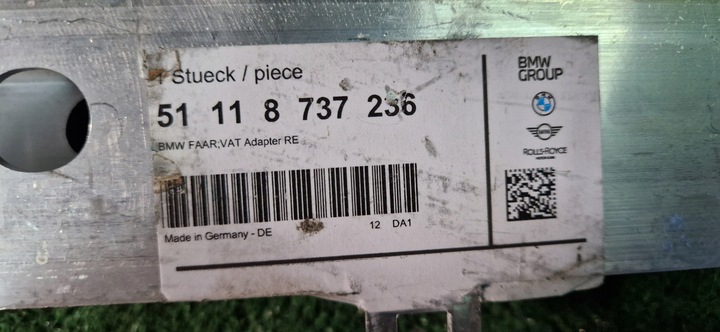 1 Stueck / piece
51 11 8 737 236
BMW FAAR;VAT Adapter RE
Made in Germany - DE
12 DA1
BMW
GROUP
ROLLS-ROYCE